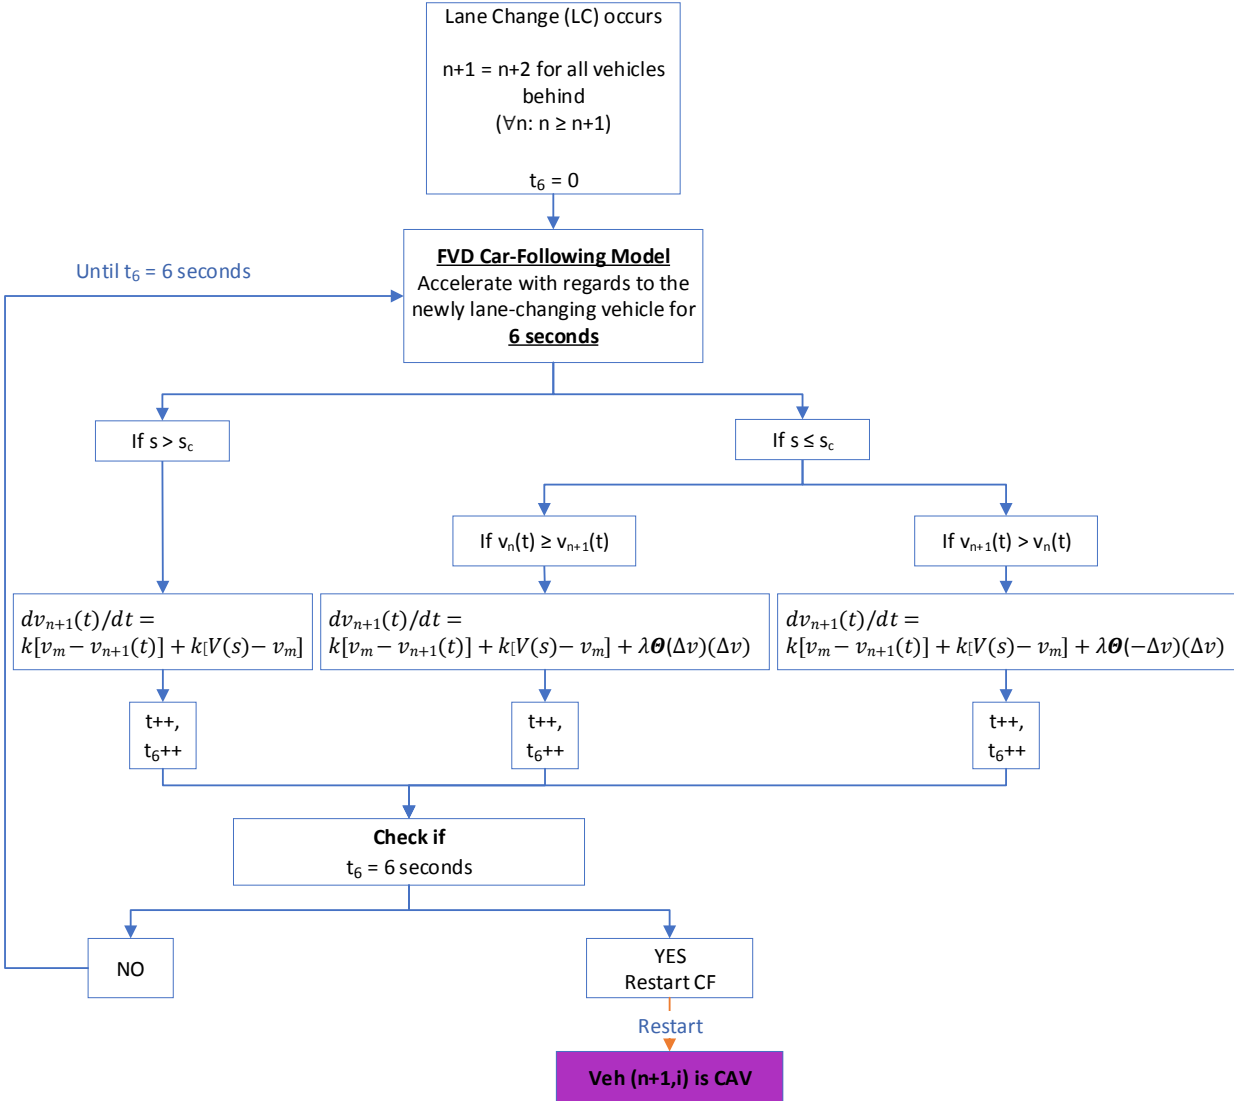 Lane Change (LC) occurs
n+1 = n+2 for all vehicles
behind
(∀n: n ≥ n+1)
t₆ = 0
FVD Car-Following Model
Accelerate with regards to the
newly lane-changing vehicle for
6 seconds
Until t₆ = 6 seconds
If s > s_c
If s ≤ s_c
If vₙ(t) ≥ vₙ₊₁(t)
If vₙ₊₁(t) > vₙ(t)
dvₙ₊₁(t)/dt =
k[vₘ − vₙ₊₁(t)] + k[V(s) − vₘ]
dvₙ₊₁(t)/dt =
k[vₘ − vₙ₊₁(t)] + k[V(s) − vₘ] + λΘ(Δv)(Δv)
dvₙ₊₁(t)/dt =
k[vₘ − vₙ₊₁(t)] + k[V(s) − vₘ] + λΘ(−Δv)(Δv)
t++,
t₆++
t++,
t₆++
t++,
t₆++
Check if
t₆ = 6 seconds
NO
YES
Restart CF
Restart
Veh (n+1,i) is CAV